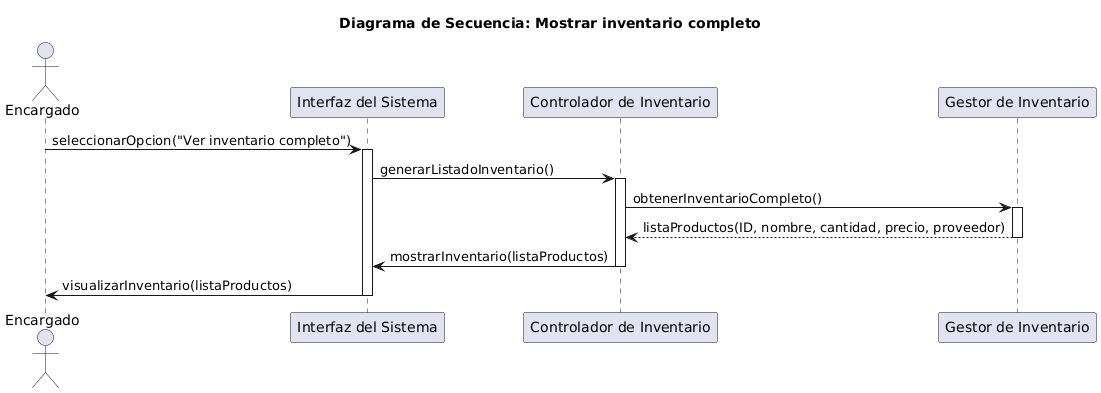 Diagrama de Secuencia: Mostrar inventario completo
Encargado
Interfaz del Sistema
Controlador de Inventario
Gestor de Inventario
seleccionarOpcion("Ver inventario completo")
generarListadoInventario()
obtenerInventarioCompleto()
listaProductos(ID, nombre, cantidad, precio, proveedor)
mostrarInventario(listaProductos)
visualizarInventario(listaProductos)
Encargado
Interfaz del Sistema
Controlador de Inventario
Gestor de Inventario